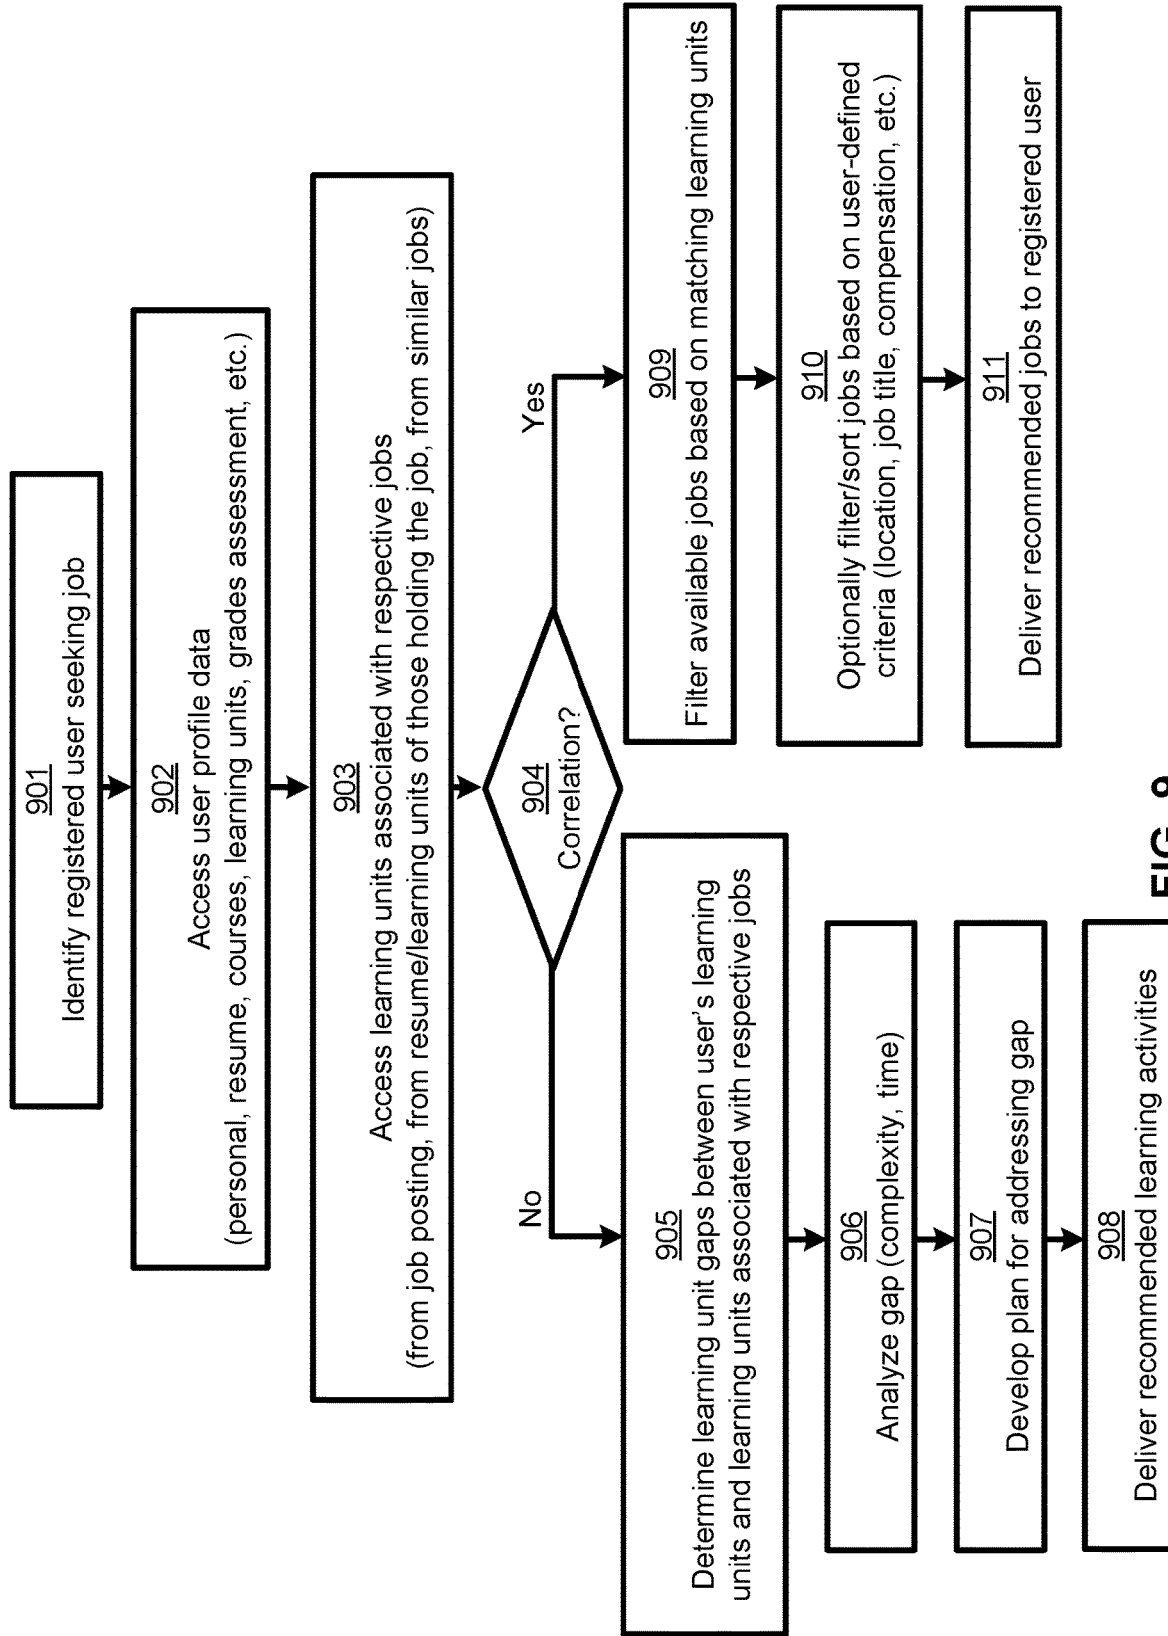 901
Identify registered user seeking job
902
Access user profile data
(personal, resume, courses, learning units, grades assessment, etc.)
903
Access learning units associated with respective jobs
(from job posting, from resume/learning units of those holding the job, from similar jobs)
904
Correlation?
No
Yes
905
Determine learning unit gaps between user's learning
units and learning units associated with respective jobs
906
Analyze gap (complexity, time)
907
Develop plan for addressing gap
908
Deliver recommended learning activities
909
Filter available jobs based on matching learning units
910
Optionally filter/sort jobs based on user-defined
criteria (location, job title, compensation, etc.)
911
Deliver recommended jobs to registered user
FIG. 9